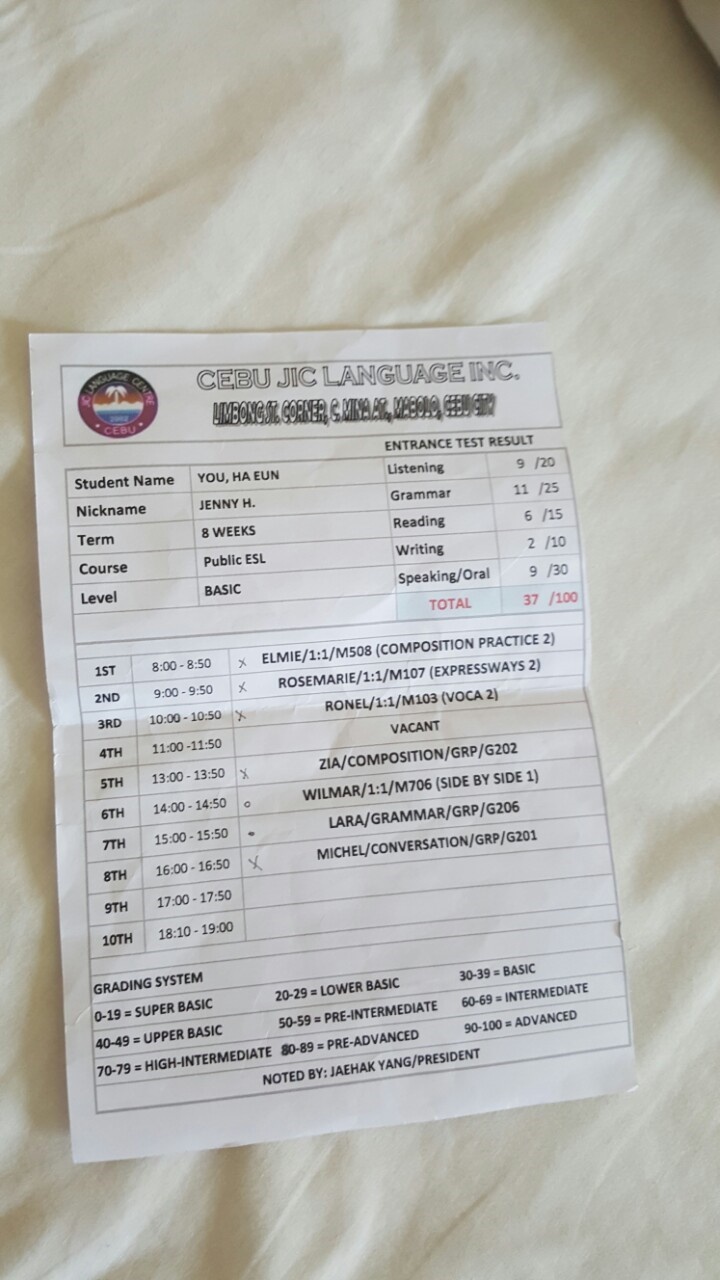 JIC LANGUAGE CENTRE
2002
• CEBU •
CEBU JIC LANGUAGE INC.
LIMBONG ST. CORNER, C. MINA AT., MABOLO, CEBU CITY
ENTRANCE TEST RESULT
Student Name YOU, HA EUN Listening 9 /20
Nickname JENNY H. Grammar 11 /25
Term 8 WEEKS Reading 6 /15
Course Public ESL Writing 2 /10
Level BASIC Speaking/Oral 9 /30
TOTAL 37 /100
1ST 8:00 - 8:50 x ELMIE/1:1/M508 (COMPOSITION PRACTICE 2)
2ND 9:00 - 9:50 x ROSEMARIE/1:1/M107 (EXPRESSWAYS 2)
3RD 10:00 - 10:50 x RONEL/1:1/M103 (VOCA 2)
4TH 11:00 -11:50 VACANT
5TH 13:00 - 13:50 x ZIA/COMPOSITION/GRP/G202
6TH 14:00 - 14:50 o WILMAR/1:1/M706 (SIDE BY SIDE 1)
7TH 15:00 - 15:50 • LARA/GRAMMAR/GRP/G206
8TH 16:00 - 16:50 x MICHEL/CONVERSATION/GRP/G201
9TH 17:00 - 17:50
10TH 18:10 - 19:00
GRADING SYSTEM
0-19 = SUPER BASIC 20-29 = LOWER BASIC 30-39 = BASIC
40-49 = UPPER BASIC 50-59 = PRE-INTERMEDIATE 60-69 = INTERMEDIATE
70-79 = HIGH-INTERMEDIATE 80-89 = PRE-ADVANCED 90-100 = ADVANCED
NOTED BY: JAEHAK YANG/PRESIDENT